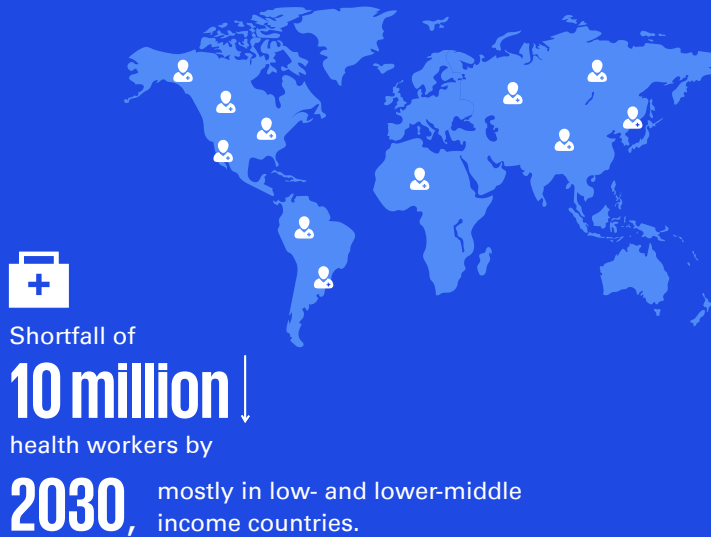 Shortfall of
10 million
health workers by
2030, mostly in low- and lower-middle
income countries.